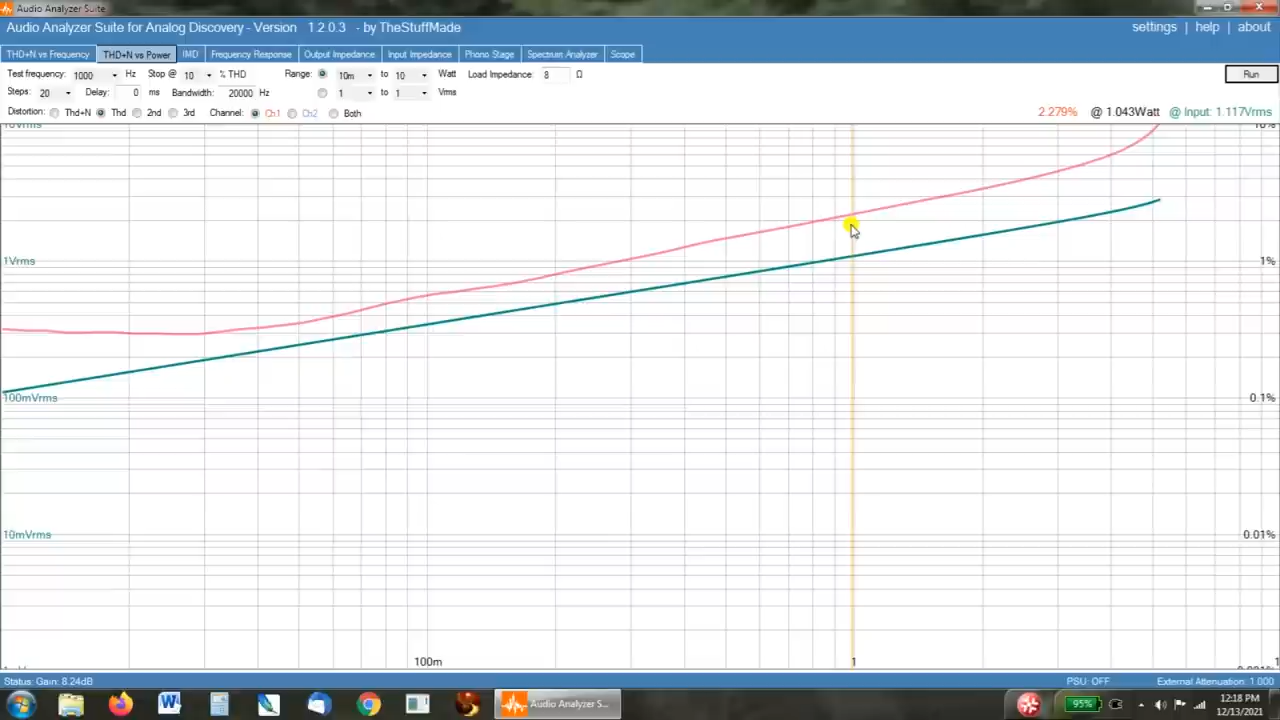 Audio Analyzer Suite
Audio Analyzer Suite for Analog Discovery - Version 1.2.0.3 - by TheStuffMade
settings | help | about
THD+N vs Frequency THD+N vs Power IMD Frequency Response Output Impedance Input Impedance Phono Stage Spectrum Analyzer Scope
Test frequency: 1000 Hz Stop @ 10 % THD Range: 10m to 10 Watt Load Impedance: 8 Ω Run
Steps: 20 Delay: 0 ms Bandwidth: 20000 Hz 1 to 1 Vrms
Distortion: Thd+N Thd 2nd 3rd Channel: Ch1 Ch2 Both 2.279% @ 1.043Watt @ Input: 1.117Vrms
10Vrms 10%
1Vrms 1%
100mVrms 0.1%
10mVrms 0.01%
100m 1
Status: Gain: 8.24dB PSU: OFF External Attenuation: 1.000
Audio Analyzer S... 95% 12:18 PM
12/13/2021